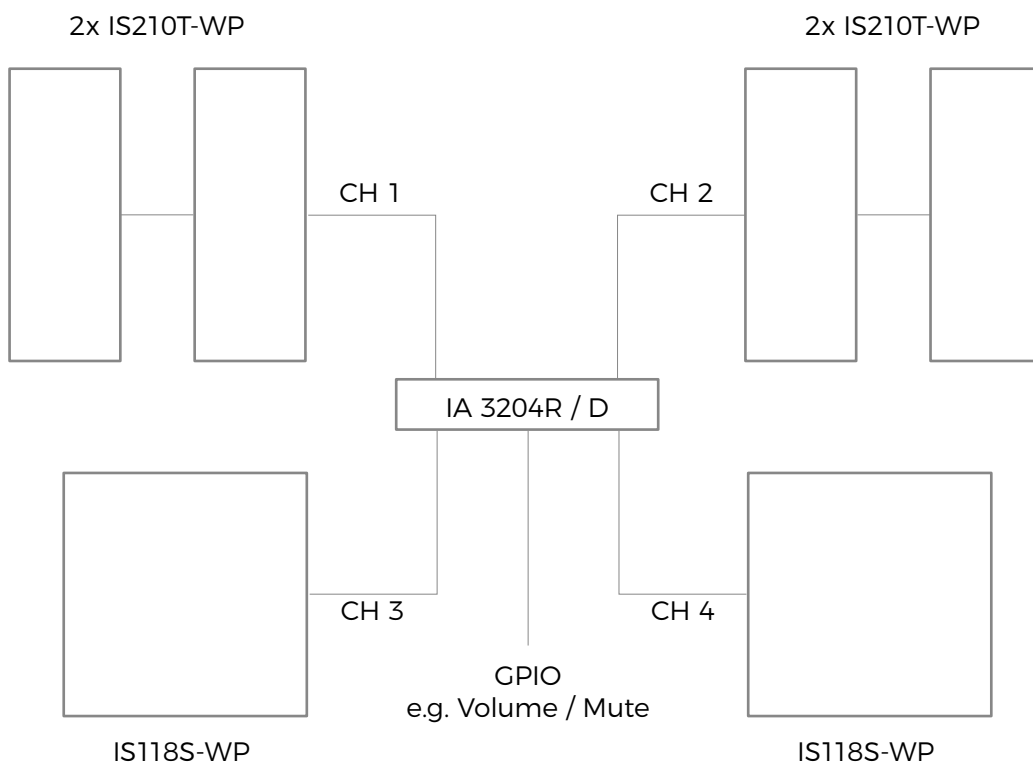 2x IS210T-WP
2x IS210T-WP
CH 1
CH 2
IA 3204R / D
CH 3
CH 4
GPIO
e.g. Volume / Mute
IS118S-WP
IS118S-WP